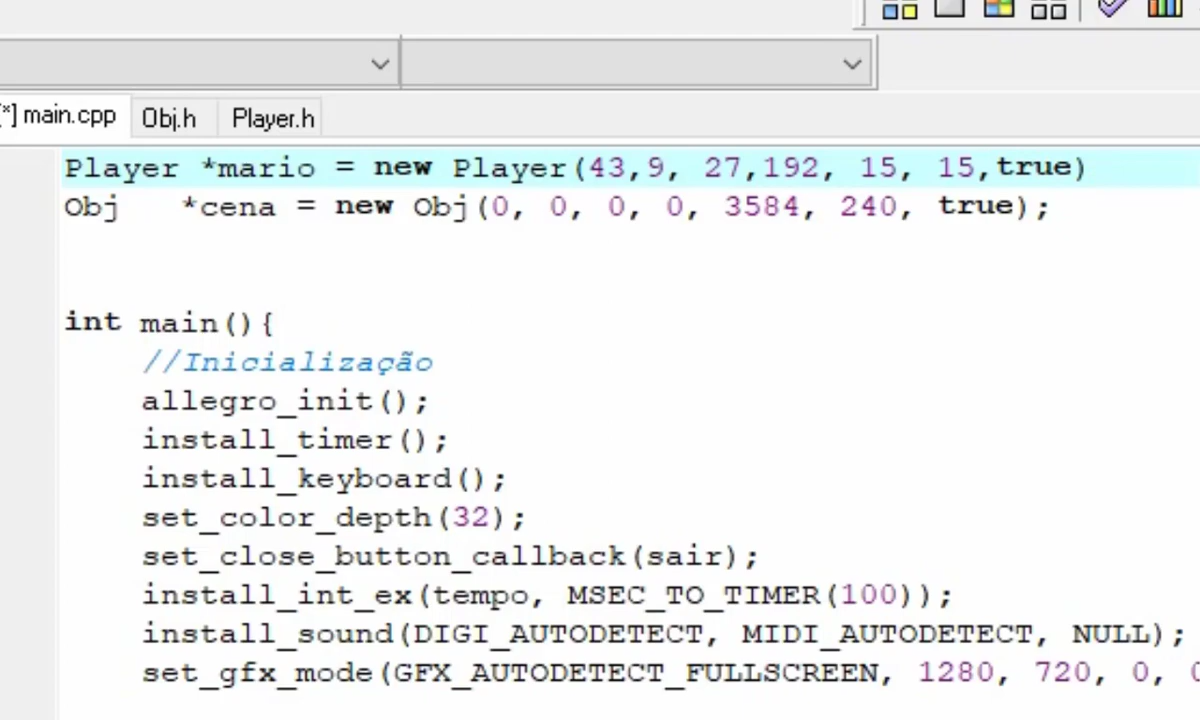 [*] main.cpp Obj.h Player.h
Player *mario = new Player(43,9, 27,192, 15, 15,true)
Obj   *cena = new Obj(0, 0, 0, 0, 3584, 240, true);
int main(){
//Inicialização
allegro_init();
install_timer();
install_keyboard();
set_color_depth(32);
set_close_button_callback(sair);
install_int_ex(tempo, MSEC_TO_TIMER(100));
install_sound(DIGI_AUTODETECT, MIDI_AUTODETECT, NULL);
set_gfx_mode(GFX_AUTODETECT_FULLSCREEN, 1280, 720, 0,